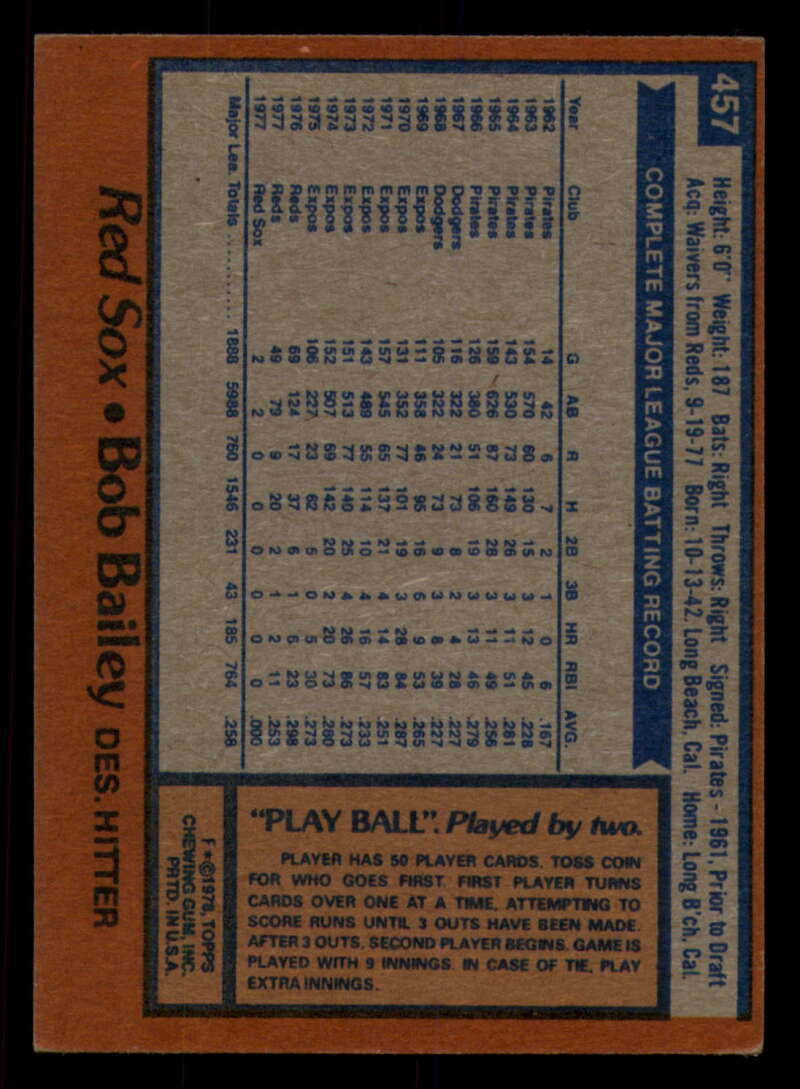 457
Height: 6'0" Weight: 187 Bats: Right Throws: Right Signed: Pirates - 1961, Prior to Draft
Acq: Waivers from Reds, 9-19-77 Born: 10-13-42, Long Beach, Cal. Home: Long B'ch, Cal.
COMPLETE MAJOR LEAGUE BATTING RECORD
Year Club G AB R H 2B 3B HR RBI AVG.
1962 Pirates 14 42 6 7 2 1 0 6 .167
1963 Pirates 154 570 60 130 15 3 12 45 .228
1964 Pirates 143 530 73 149 26 3 11 51 .281
1965 Pirates 159 626 87 160 28 3 11 49 .256
1966 Pirates 126 380 51 106 19 3 13 46 .279
1967 Dodgers 116 322 21 73 8 2 4 28 .227
1968 Dodgers 105 322 24 73 9 3 8 39 .227
1969 Expos 111 358 46 95 16 6 9 53 .265
1970 Expos 131 352 77 101 19 3 28 84 .287
1971 Expos 157 545 65 137 21 4 14 83 .251
1972 Expos 143 489 55 114 10 4 16 57 .233
1973 Expos 151 513 77 140 25 4 26 86 .273
1974 Expos 152 507 69 142 20 2 20 73 .280
1975 Expos 106 227 23 62 5 0 5 30 .273
1976 Reds 69 124 17 37 6 1 6 23 .298
1977 Reds 49 79 9 20 2 1 2 11 .253
1977 Red Sox 2 2 0 0 0 0 0 0 .000
Major Lea. Totals .......... 1888 5988 760 1546 231 43 185 764 .258
"PLAY BALL". Played by two.
PLAYER HAS 50 PLAYER CARDS. TOSS COIN
FOR WHO GOES FIRST. FIRST PLAYER TURNS
CARDS OVER ONE AT A TIME, ATTEMPTING TO
SCORE RUNS UNTIL 3 OUTS HAVE BEEN MADE.
AFTER 3 OUTS, SECOND PLAYER BEGINS. GAME IS
PLAYED WITH 9 INNINGS. IN CASE OF TIE, PLAY
EXTRA INNINGS.
F*©1978, TOPPS
CHEWING GUM, INC.
PRTD. IN U.S.A.
Red Sox • Bob Bailey DES. HITTER